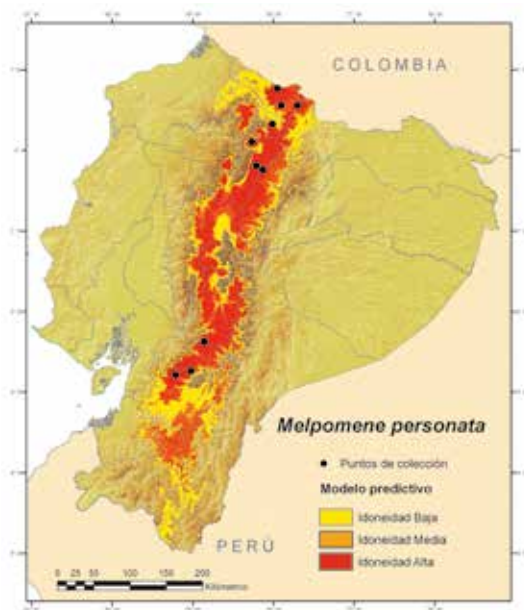 COLOMBIA
Melpomene personata
Puntos de colección
Modelo predictivo
Idoneidad Baja
Idoneidad Media
Idoneidad Alta
PERÚ
0 25 50 100 150 200
Kilómetros